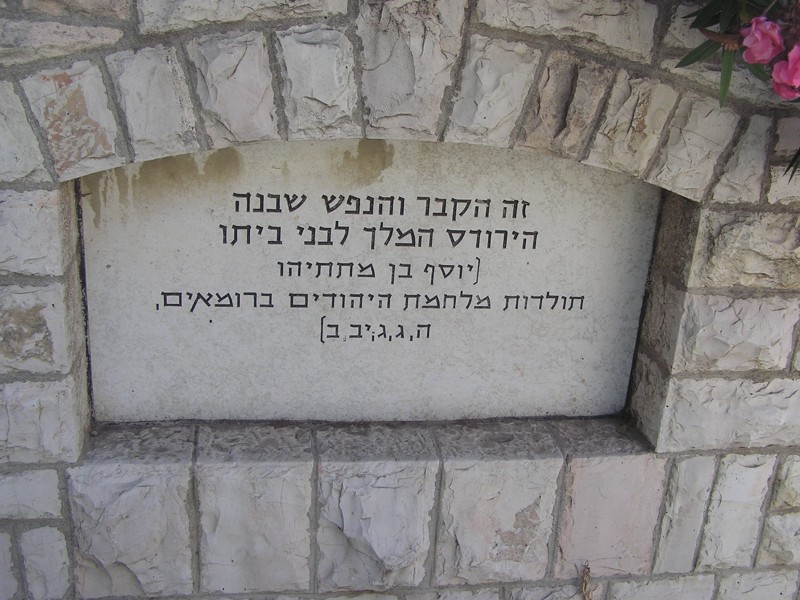 זה הקבר והנפש שבנה
הירודס המלך לבני ביתו
(יוסף בן מתתיהו
תולדות מלחמת היהודים ברומאים,
ה,ג,ג;יב,ב)